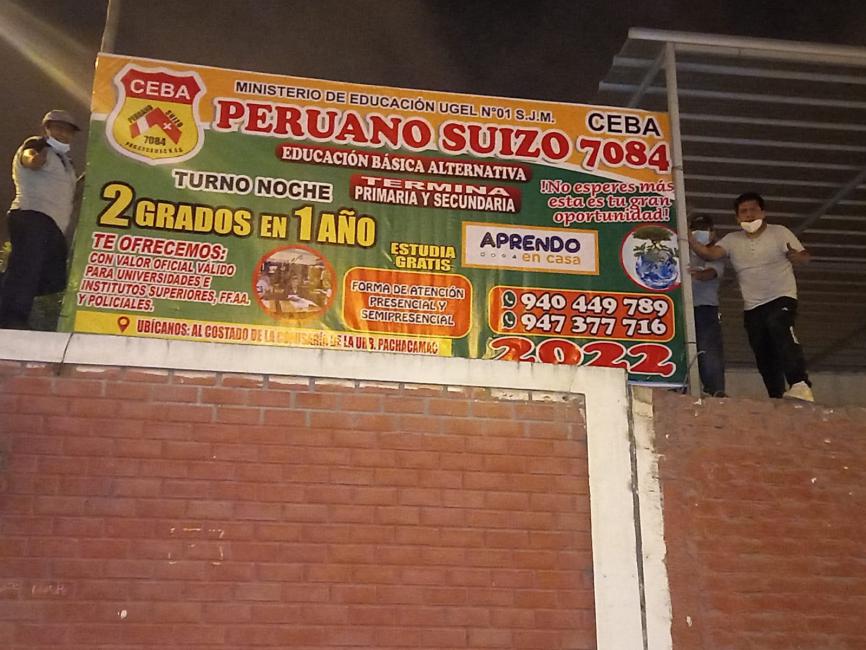 CEBA
PERUANO SUIZO
7084
MINISTERIO DE EDUCACIÓN UGEL N°01 S.J.M.
CEBA
PERUANO SUIZO 7084
EDUCACIÓN BÁSICA ALTERNATIVA
TURNO NOCHE
TERMINA
PRIMARIA Y SECUNDARIA
!No esperes más
esta es tu gran
oportunidad!
2 GRADOS EN 1 AÑO
TE OFRECEMOS:
CON VALOR OFICIAL VÁLIDO
PARA UNIVERSIDADES E
INSTITUTOS SUPERIORES, FF.AA.
Y POLICIALES.
ESTUDIA
GRATIS
APRENDO
en casa
FORMA DE ATENCIÓN
PRESENCIAL Y
SEMIPRESENCIAL
940 449 789
947 377 716
UBÍCANOS: AL COSTADO DE LA COMISARÍA DE LA URB. PACHACAMAC
2022